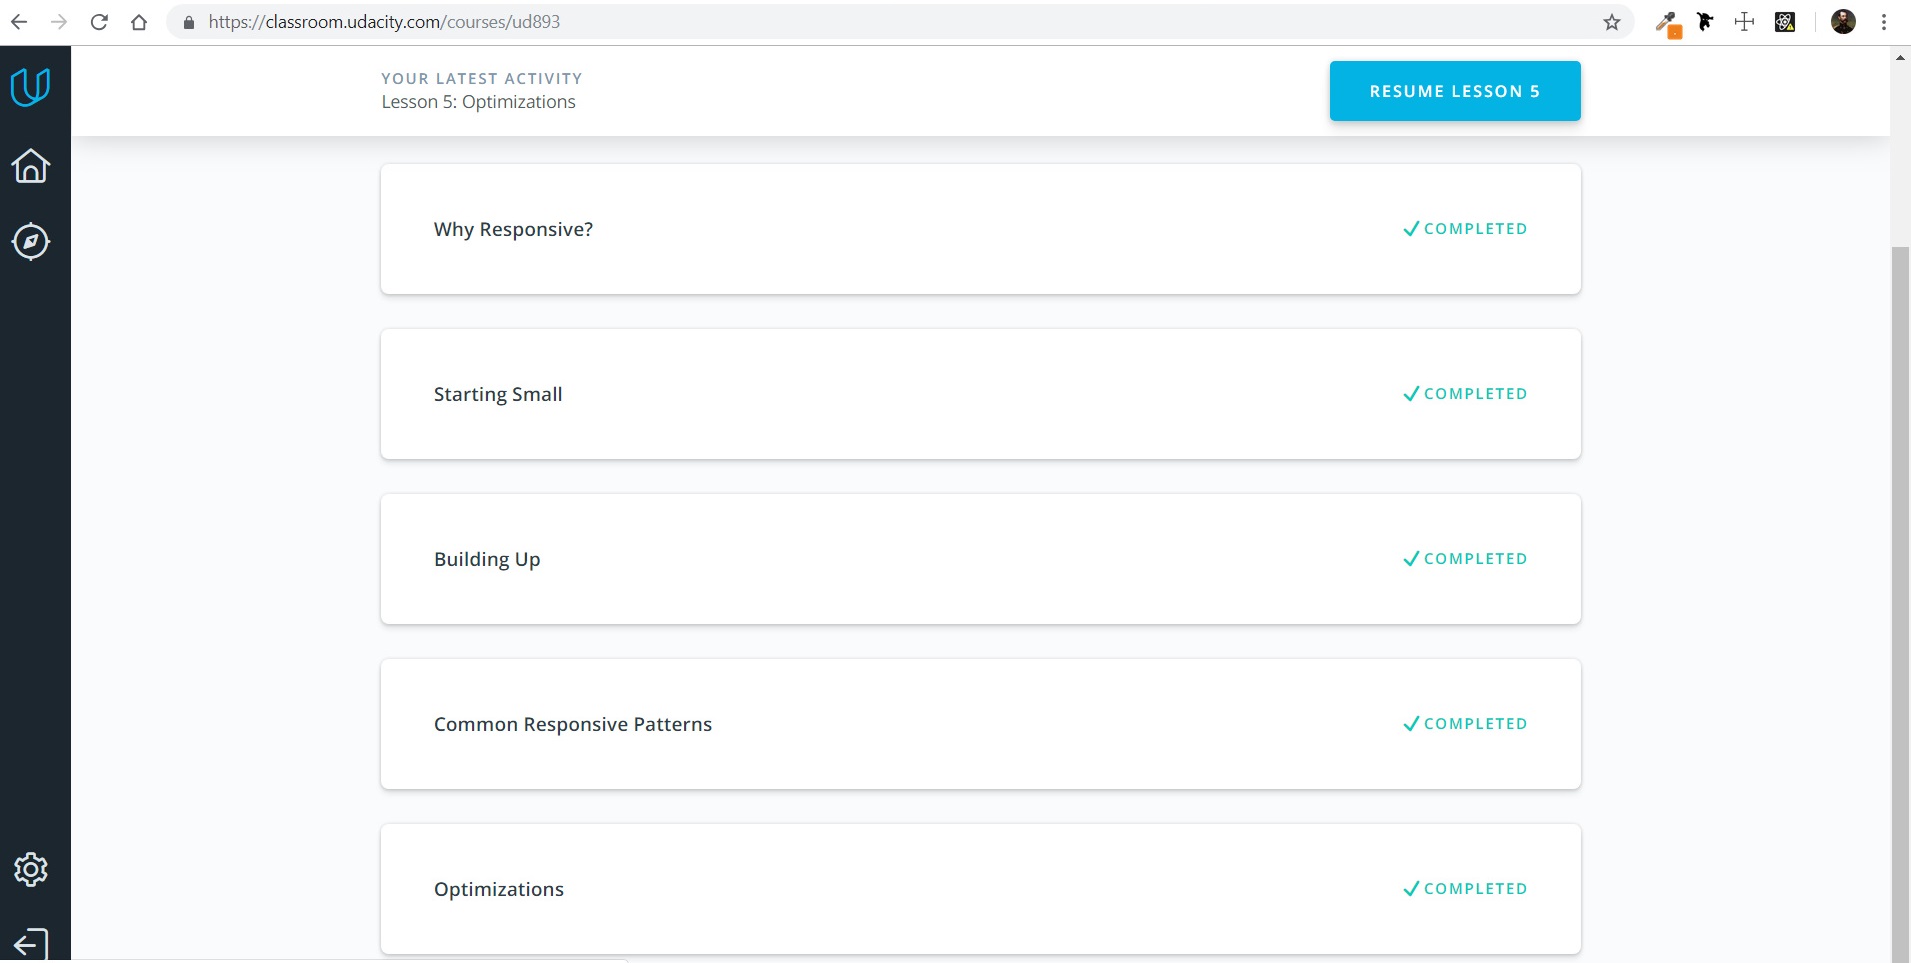 https://classroom.udacity.com/courses/ud893
YOUR LATEST ACTIVITY
Lesson 5: Optimizations
RESUME LESSON 5
Why Responsive?
COMPLETED
Starting Small
COMPLETED
Building Up
COMPLETED
Common Responsive Patterns
COMPLETED
Optimizations
COMPLETED